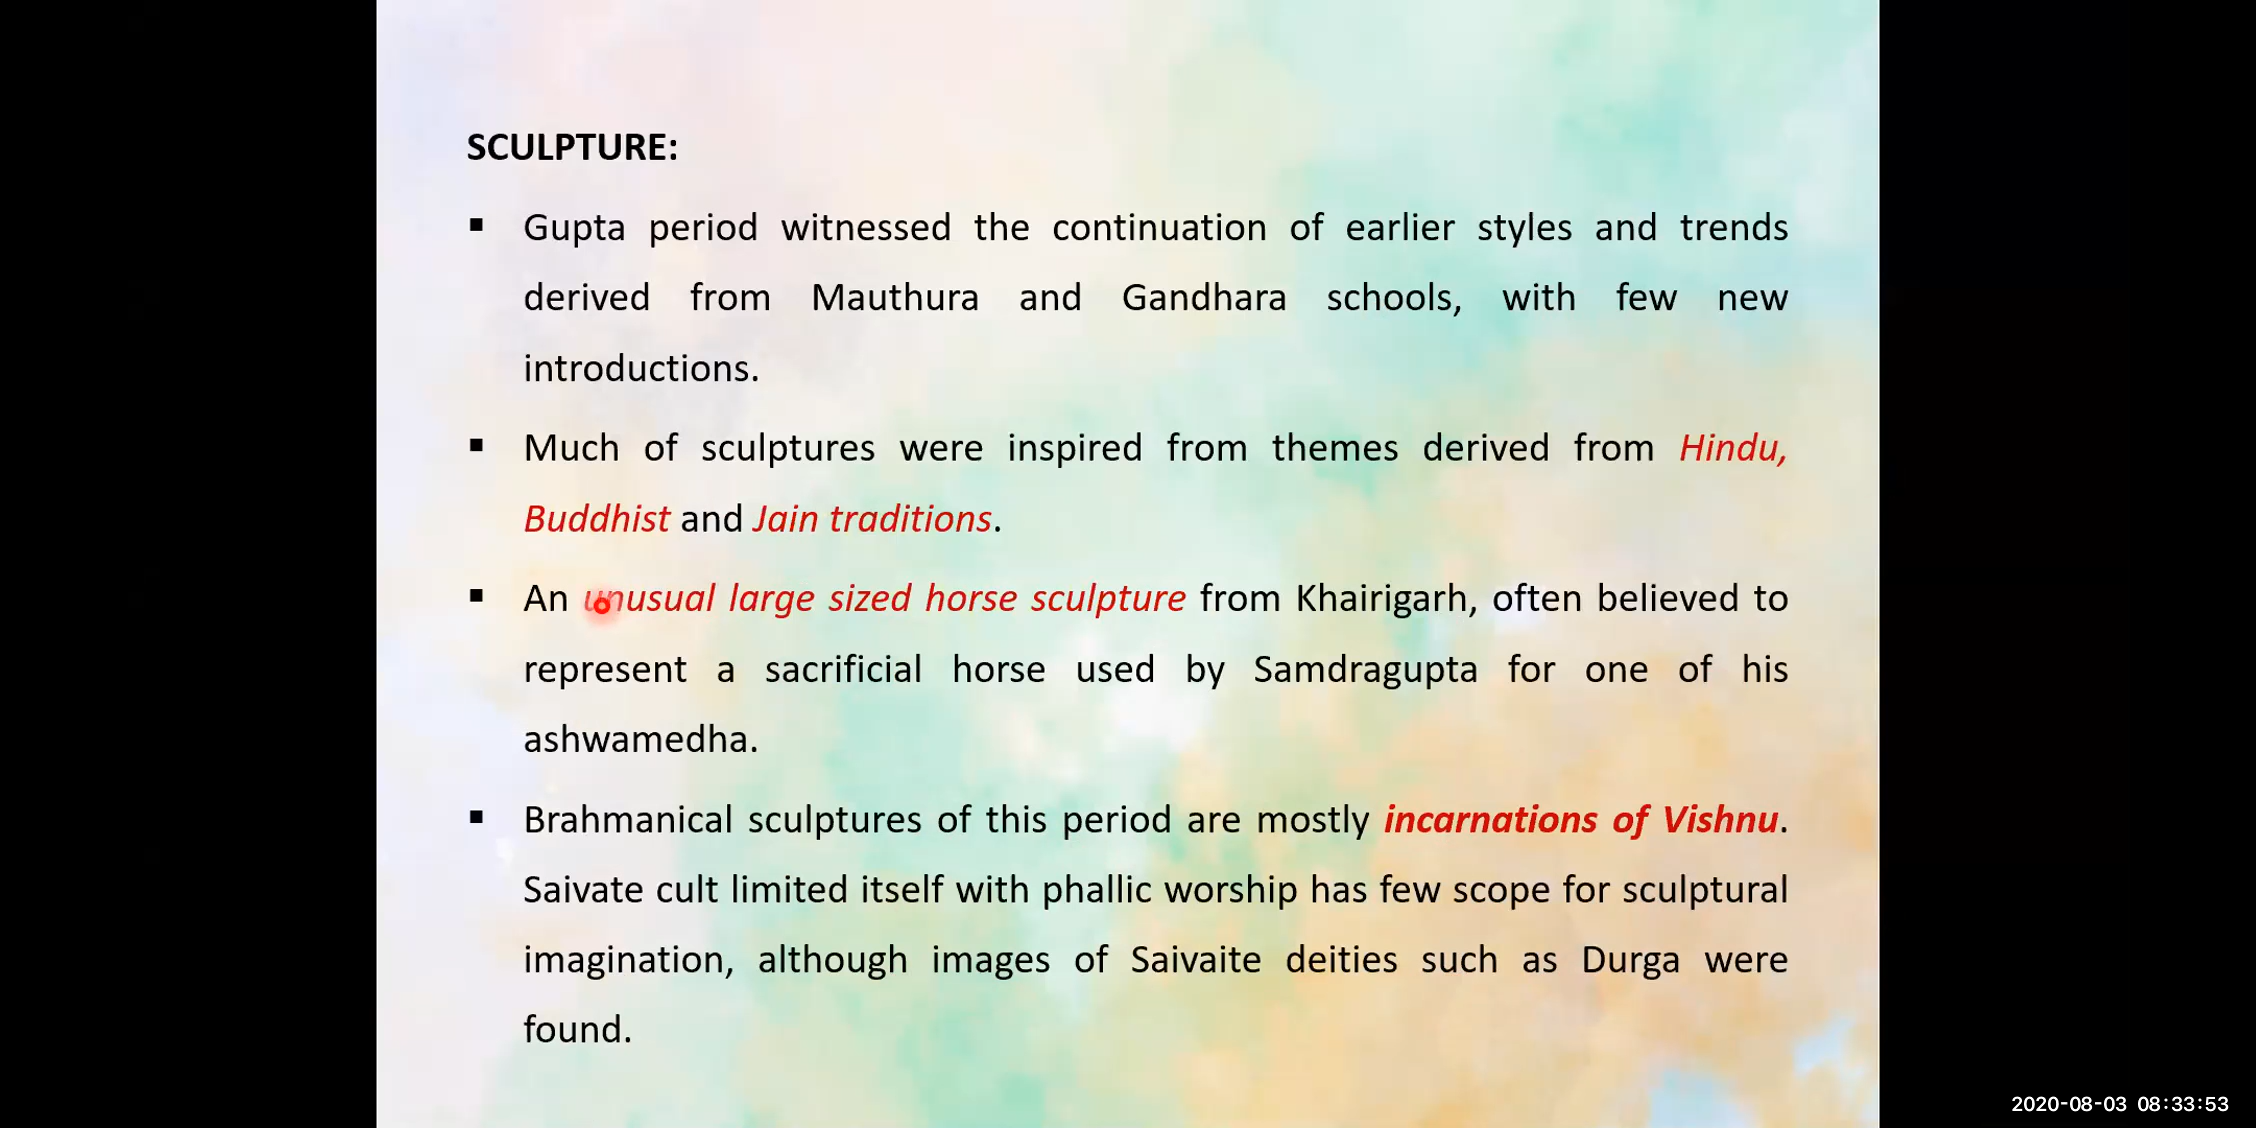 SCULPTURE:
▪ Gupta period witnessed the continuation of earlier styles and trends
derived from Mauthura and Gandhara schools, with few new
introductions.
▪ Much of sculptures were inspired from themes derived from Hindu,
Buddhist and Jain traditions.
▪ An unusual large sized horse sculpture from Khairigarh, often believed to
represent a sacrificial horse used by Samdragupta for one of his
ashwamedha.
▪ Brahmanical sculptures of this period are mostly incarnations of Vishnu.
Saivate cult limited itself with phallic worship has few scope for sculptural
imagination, although images of Saivaite deities such as Durga were
found.
2020-08-03 08:33:53